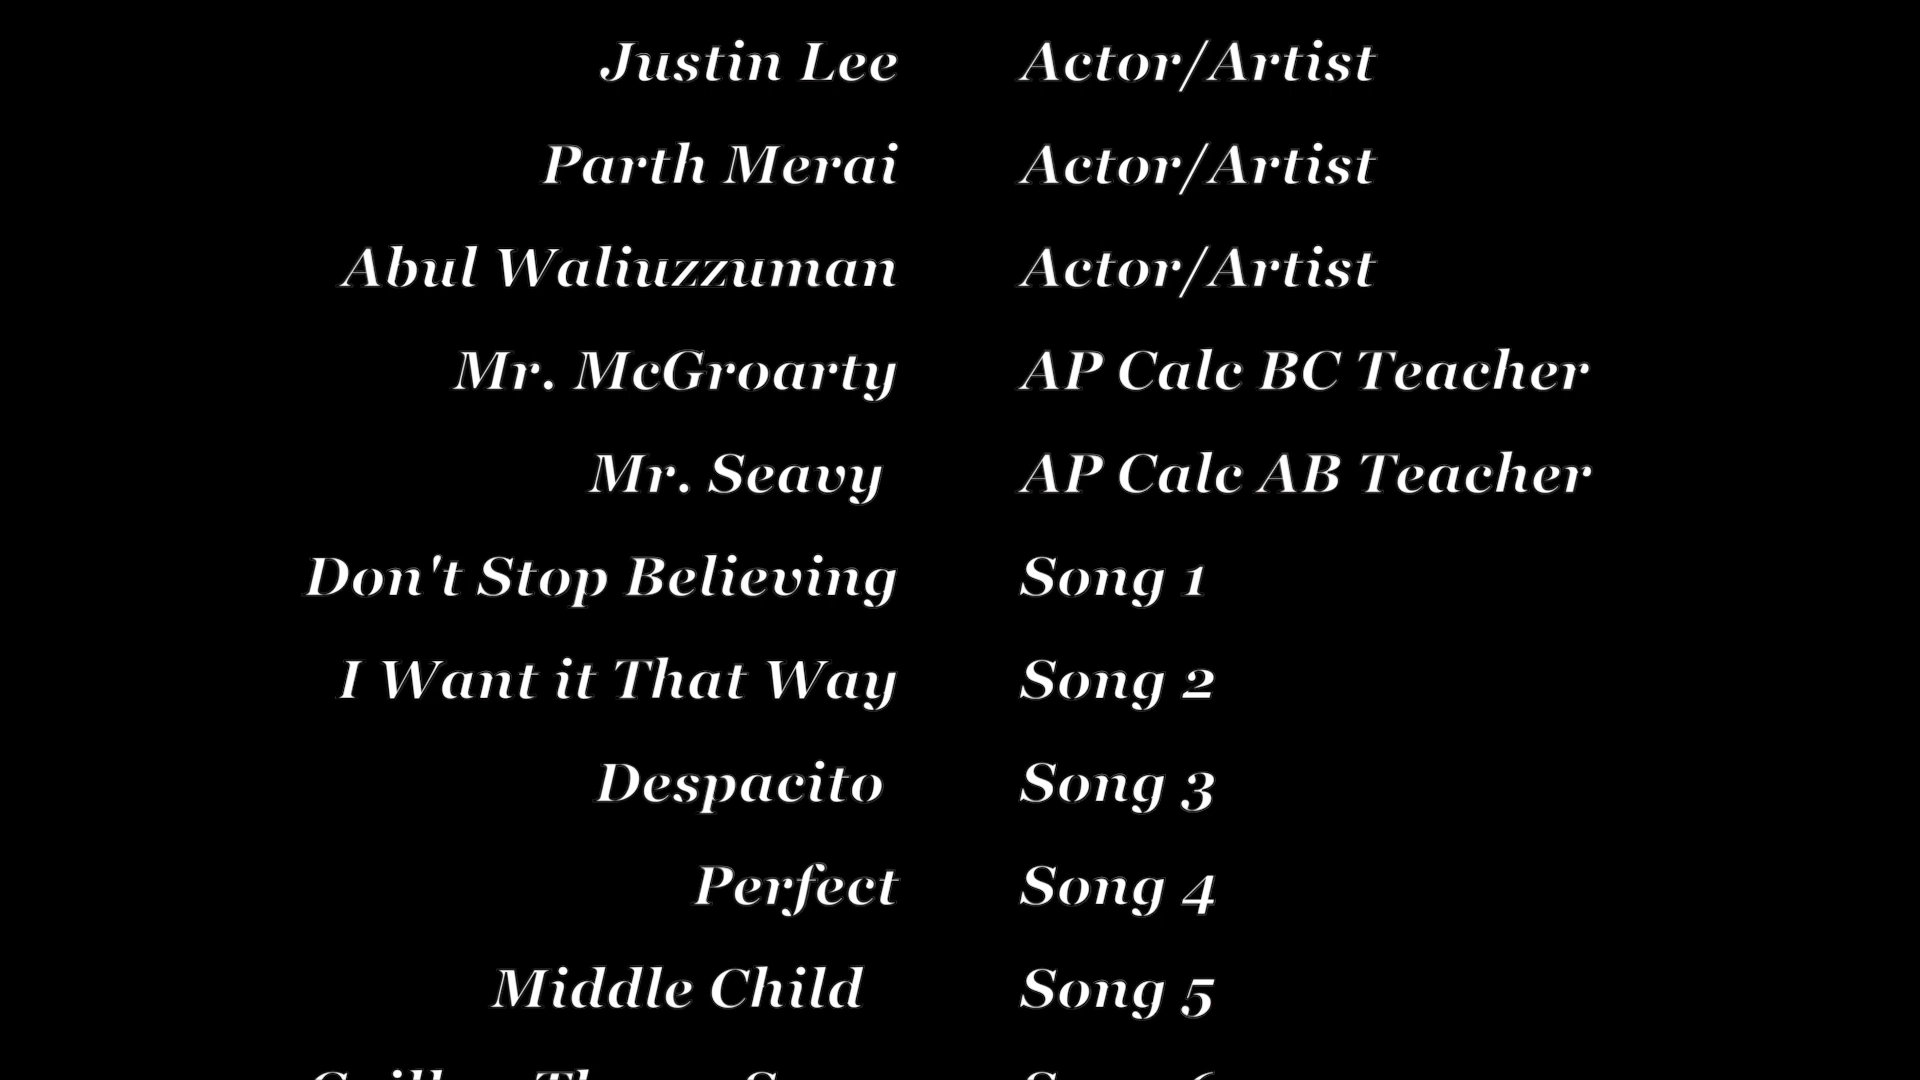 Justin Lee Actor/Artist
Parth Merai Actor/Artist
Abul Waliuzzuman Actor/Artist
Mr. McGroarty AP Calc BC Teacher
Mr. Seavy AP Calc AB Teacher
Don't Stop Believing Song 1
I Want it That Way Song 2
Despacito Song 3
Perfect Song 4
Middle Child Song 5
Song 6